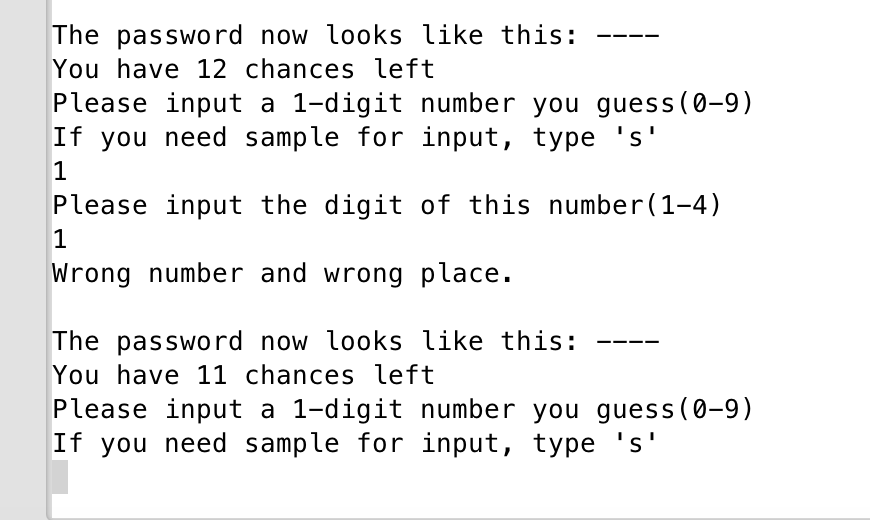 The password now looks like this: ----
You have 12 chances left
Please input a 1-digit number you guess(0-9)
If you need sample for input, type 's'
1
Please input the digit of this number(1-4)
1
Wrong number and wrong place.
The password now looks like this: ----
You have 11 chances left
Please input a 1-digit number you guess(0-9)
If you need sample for input, type 's'